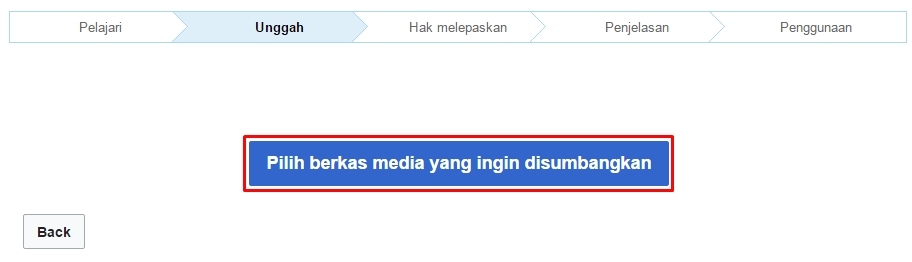 Pelajari Unggah Hak melepaskan Penjelasan Penggunaan
Pilih berkas media yang ingin disumbangkan
Back